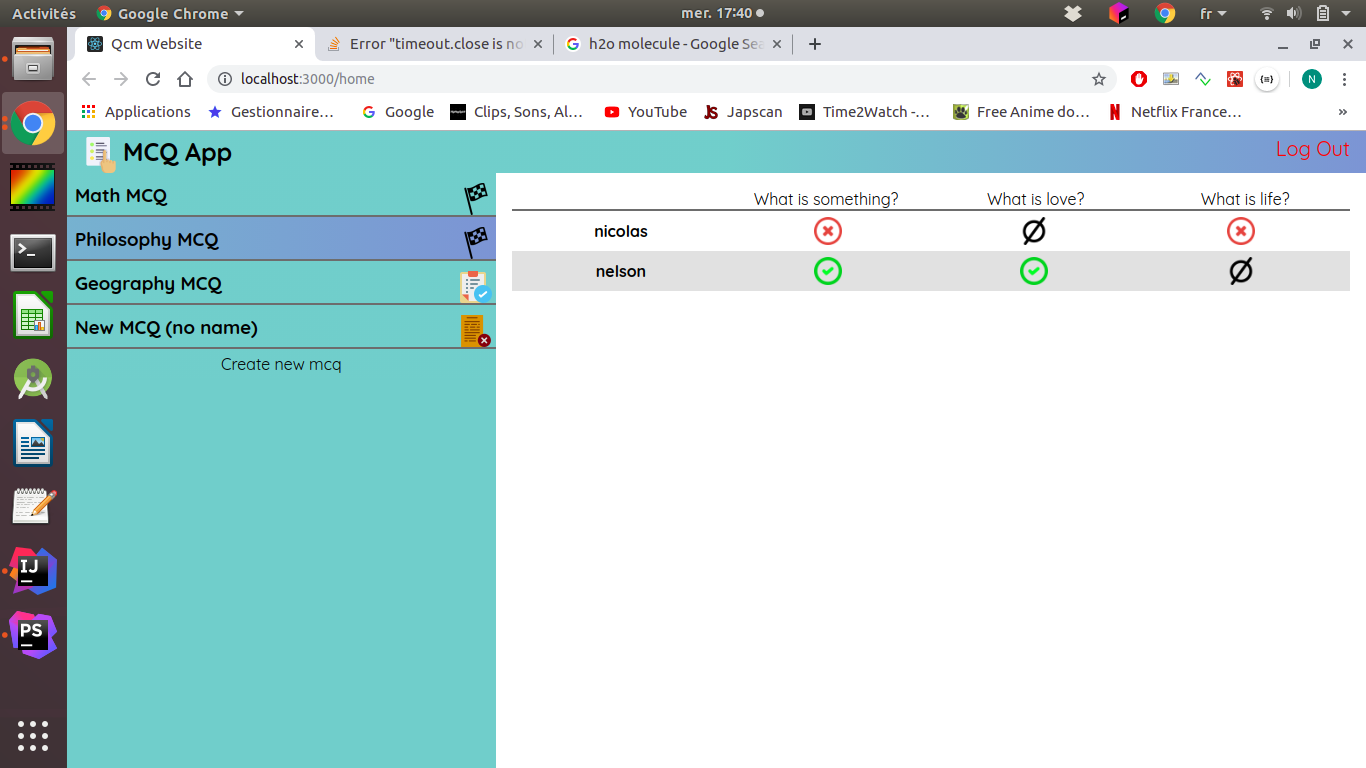 Activités Google Chrome mer. 17:40 fr
Qcm Website Error "timeout.close is no h2o molecule - Google Sea
localhost:3000/home N
Applications Gestionnaire… Google Clips, Sons, Al… YouTube JS Japscan Time2Watch -… Free Anime do… Netflix France… »
MCQ App Log Out
Math MCQ
Philosophy MCQ
Geography MCQ
New MCQ (no name)
Create new mcq
What is something? What is love? What is life?
nicolas
nelson
IJ
PS